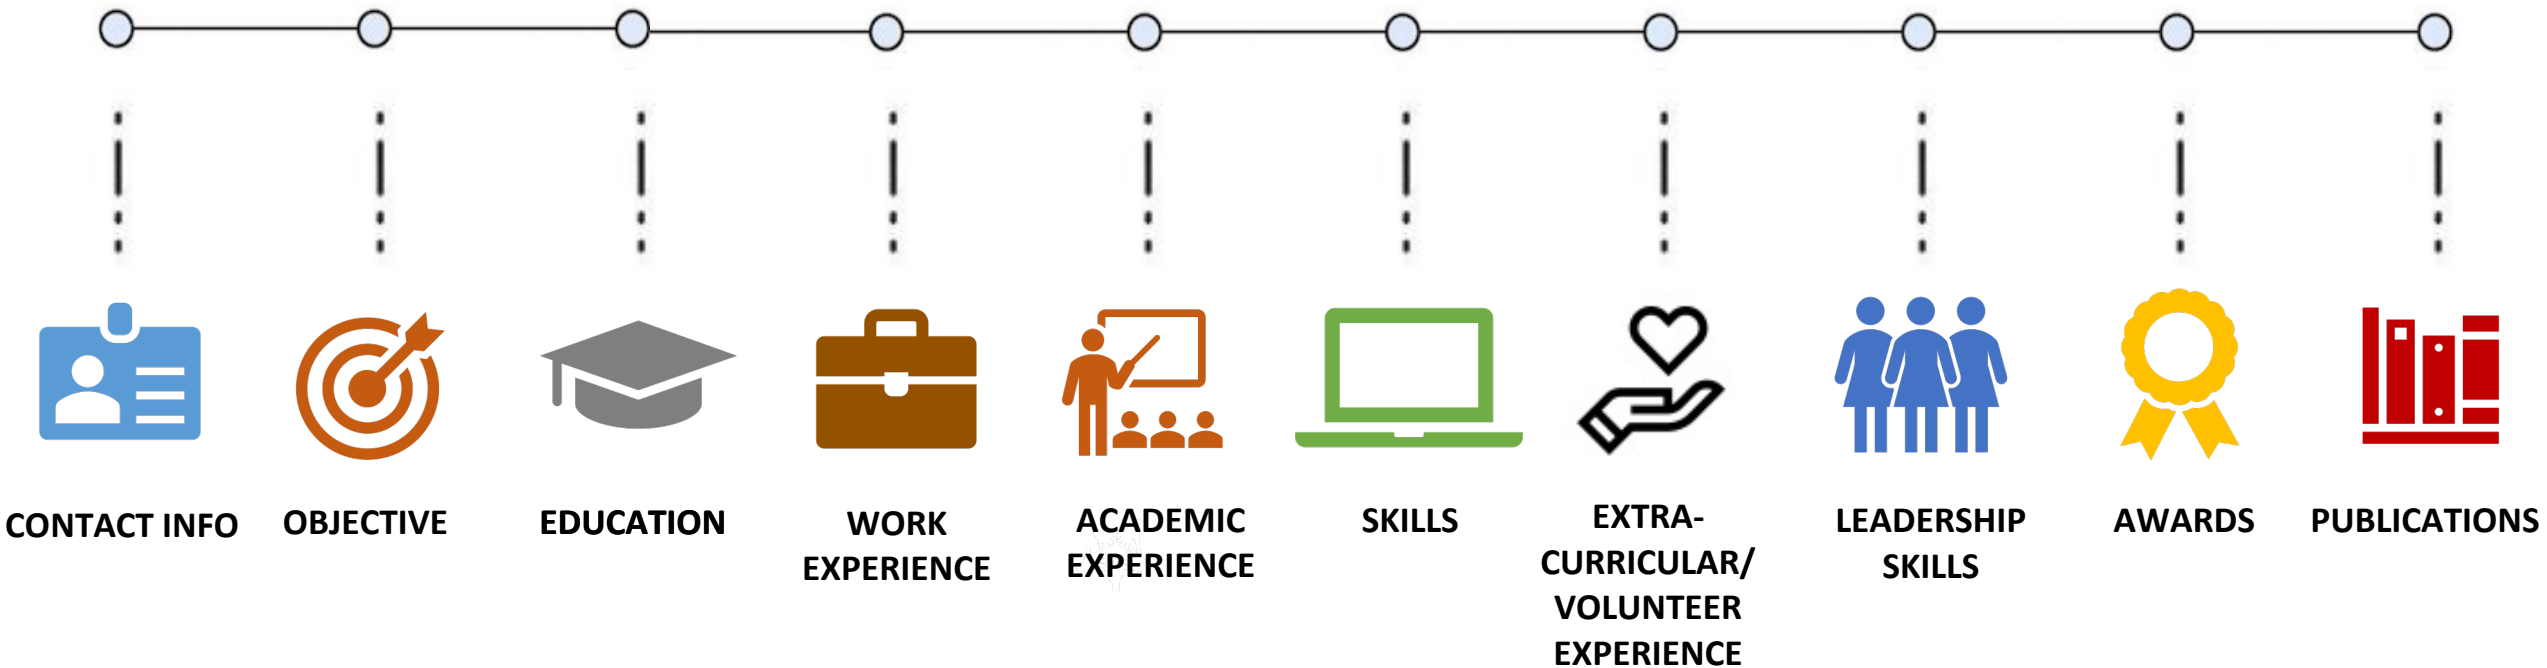 CONTACT INFO
OBJECTIVE
EDUCATION
WORK
EXPERIENCE
ACADEMIC
EXPERIENCE
SKILLS
EXTRA-
CURRICULAR/
VOLUNTEER
EXPERIENCE
LEADERSHIP
SKILLS
AWARDS
PUBLICATIONS